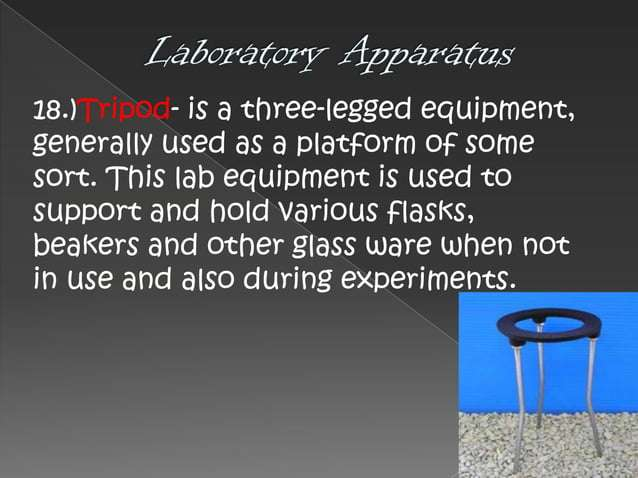 Laboratory Apparatus
18.)Tripod- is a three-legged equipment,
generally used as a platform of some
sort. This lab equipment is used to
support and hold various flasks,
beakers and other glass ware when not
in use and also during experiments.